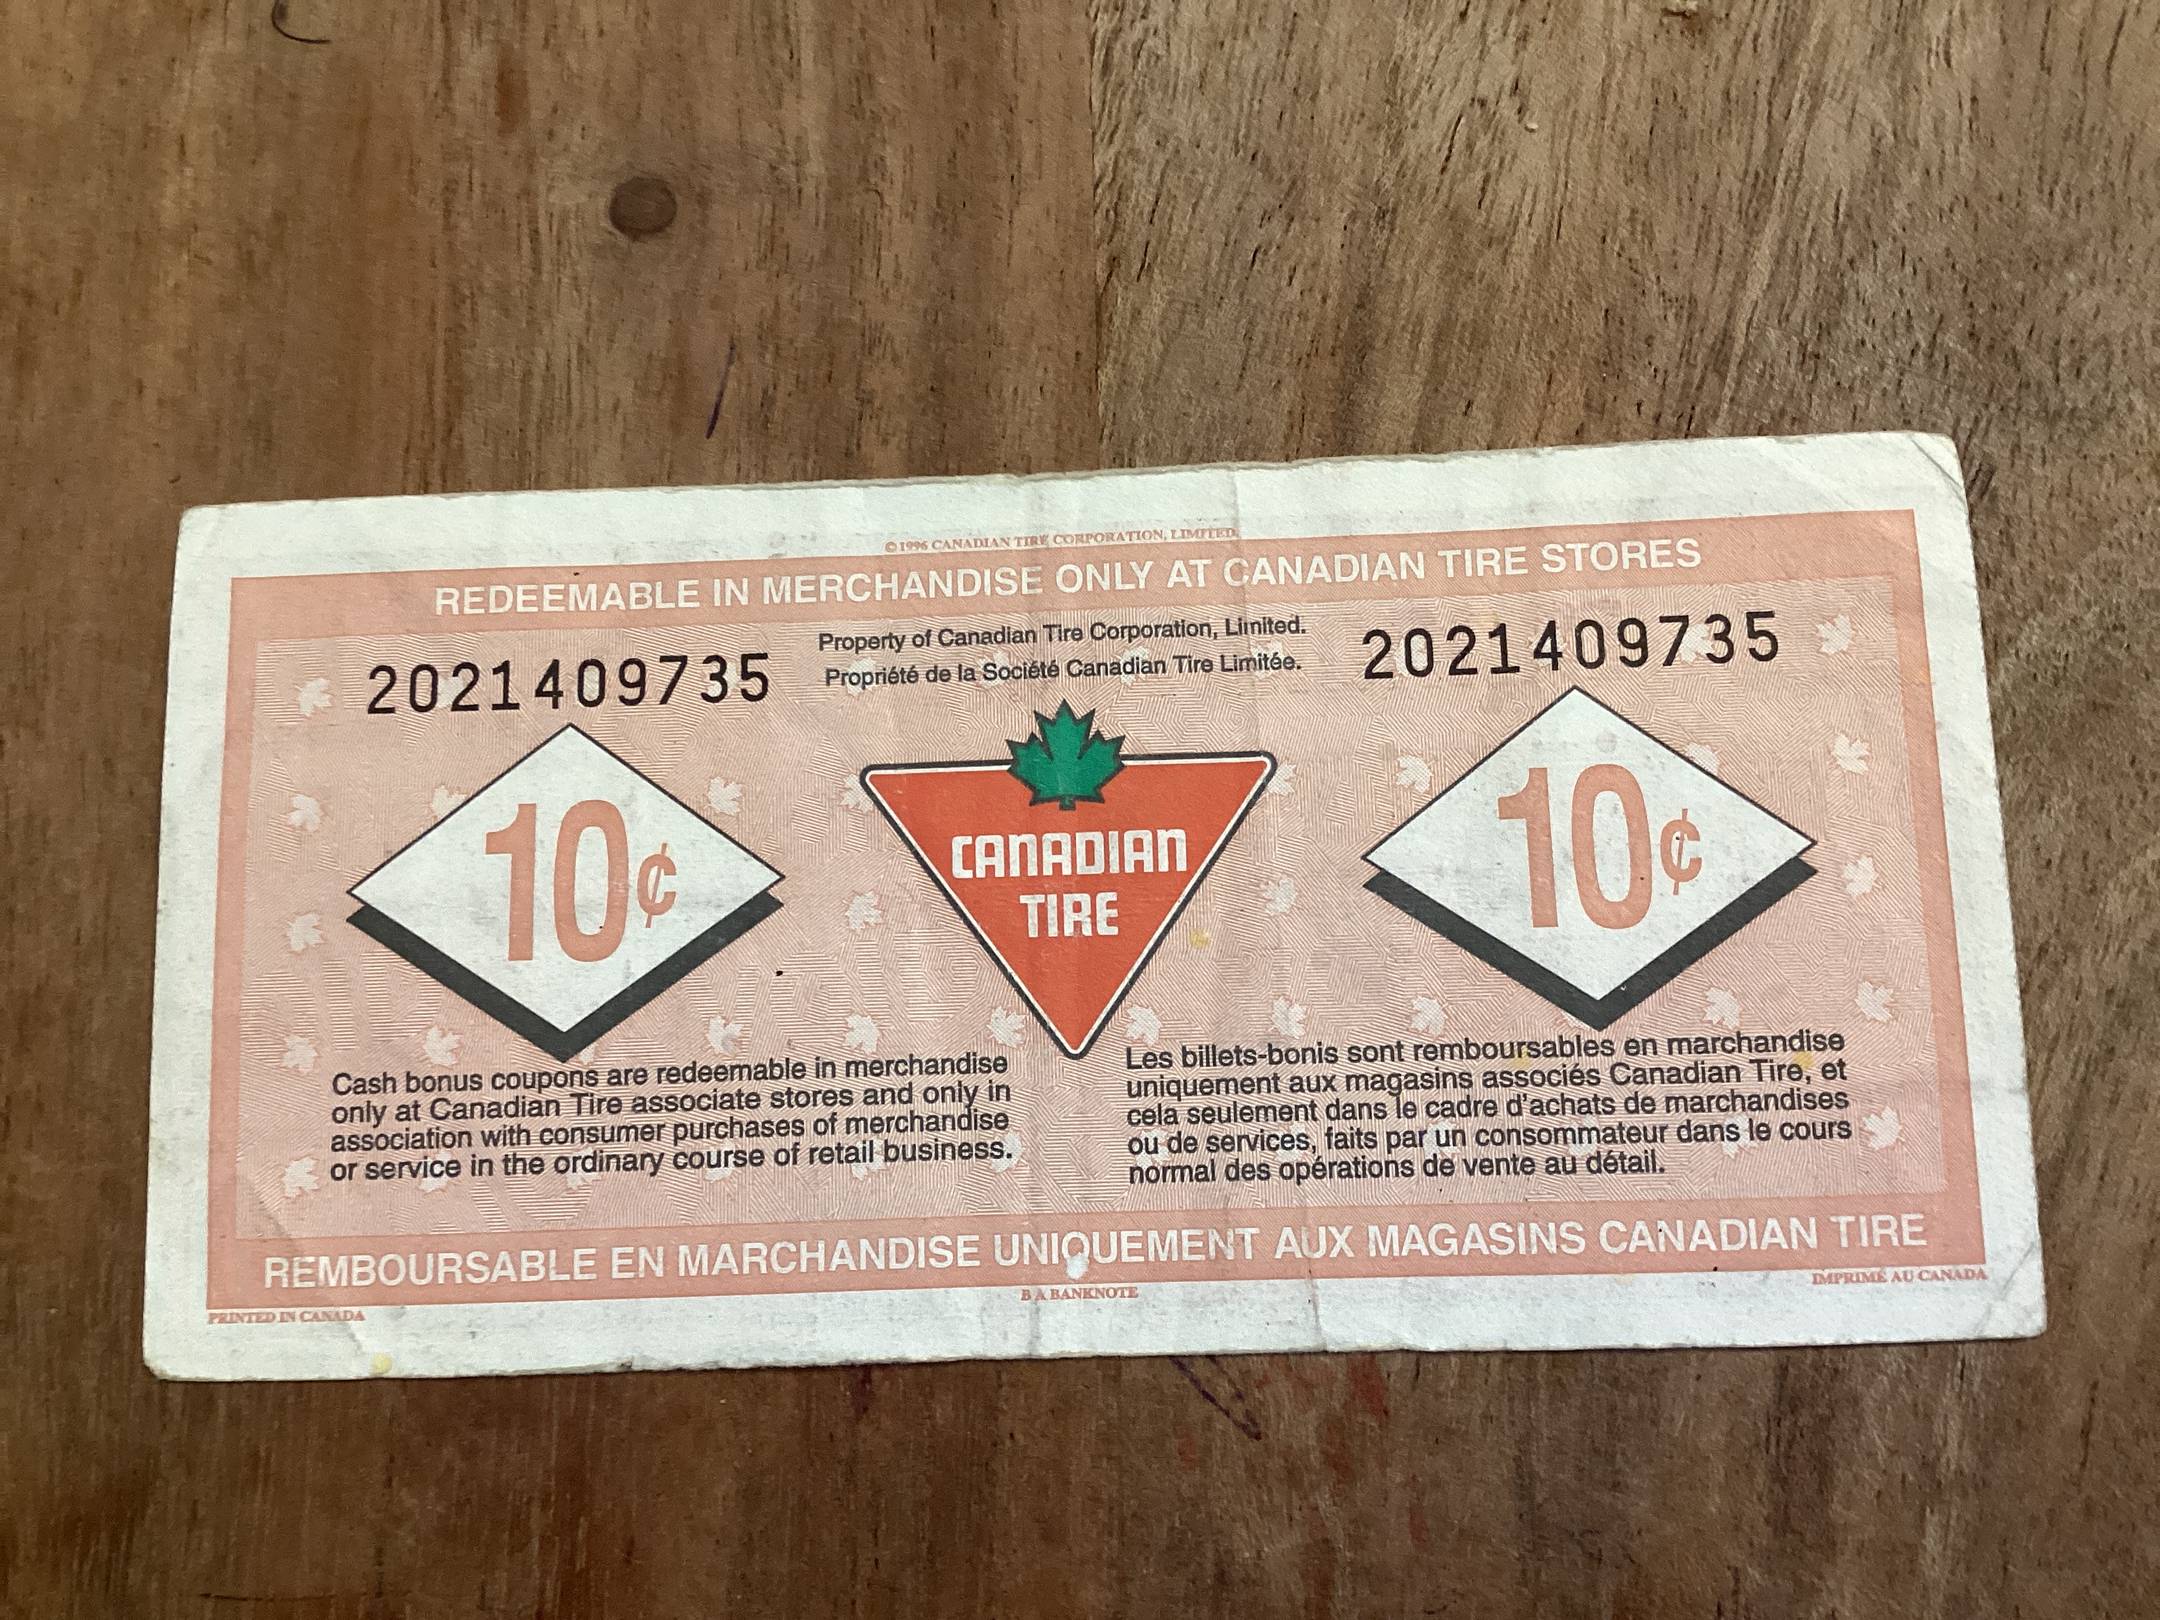 ©1996 CANADIAN TIRE CORPORATION, LIMITED.
REDEEMABLE IN MERCHANDISE ONLY AT CANADIAN TIRE STORES
Property of Canadian Tire Corporation, Limited.
Propriété de la Société Canadian Tire Limitée.
2021409735
2021409735
10¢
CANADIAN
TIRE
10¢
Cash bonus coupons are redeemable in merchandise
only at Canadian Tire associate stores and only in
association with consumer purchases of merchandise
or service in the ordinary course of retail business.
Les billets-bonis sont remboursables en marchandise
uniquement aux magasins associés Canadian Tire, et
cela seulement dans le cadre d'achats de marchandises
ou de services, faits par un consommateur dans le cours
normal des opérations de vente au détail.
REMBOURSABLE EN MARCHANDISE UNIQUEMENT AUX MAGASINS CANADIAN TIRE
PRINTED IN CANADA
B A BANKNOTE
IMPRIMÉ AU CANADA